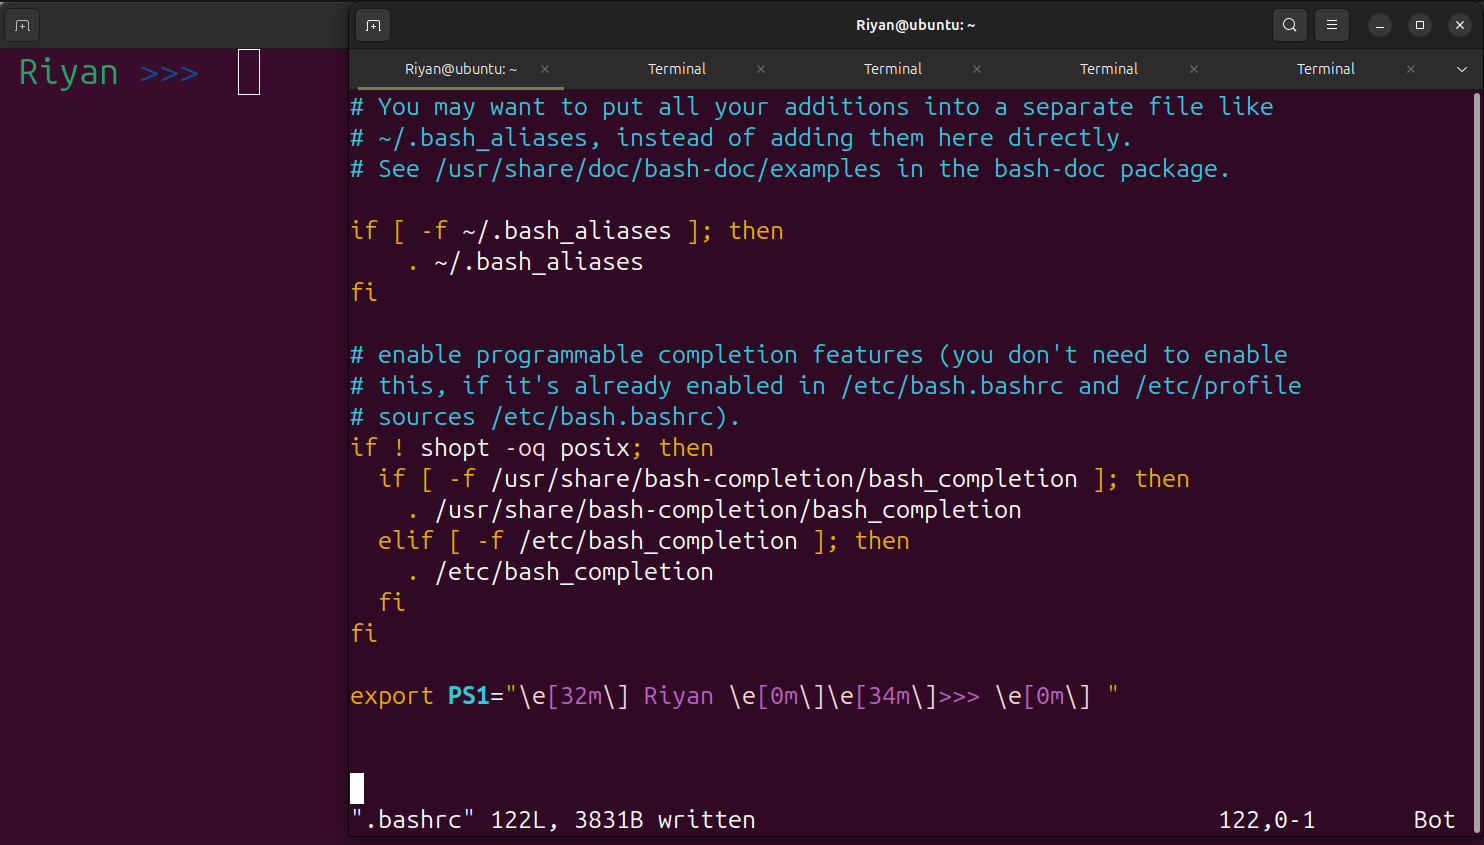 Riyan >>>
Riyan@ubuntu: ~
Riyan@ubuntu: ~ × Terminal × Terminal × Terminal × Terminal ×
# You may want to put all your additions into a separate file like
# ~/.bash_aliases, instead of adding them here directly.
# See /usr/share/doc/bash-doc/examples in the bash-doc package.
if [ -f ~/.bash_aliases ]; then
    . ~/.bash_aliases
fi
# enable programmable completion features (you don't need to enable
# this, if it's already enabled in /etc/bash.bashrc and /etc/profile
# sources /etc/bash.bashrc).
if ! shopt -oq posix; then
  if [ -f /usr/share/bash-completion/bash_completion ]; then
    . /usr/share/bash-completion/bash_completion
  elif [ -f /etc/bash_completion ]; then
    . /etc/bash_completion
  fi
fi
export PS1="\e[32m\] Riyan \e[0m\]\e[34m\]>>> \e[0m\] "
".bashrc" 122L, 3831B written 122,0-1 Bot